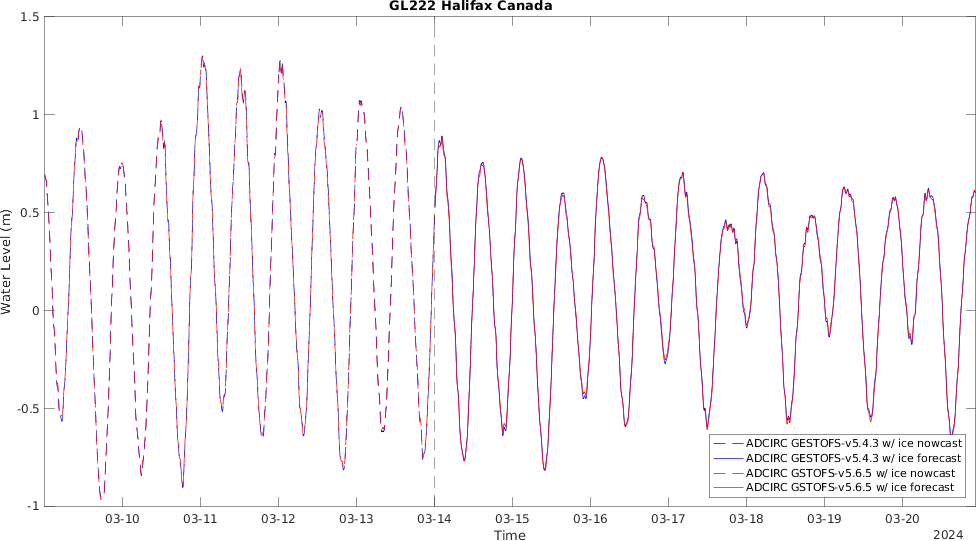 GL222 Halifax Canada
1.5
1
0.5
0
-0.5
-1
Water Level (m)
03-10 03-11 03-12 03-13 03-14 03-15 03-16 03-17 03-18 03-19 03-20
Time
2024
ADCIRC GESTOFS-v5.4.3 w/ ice nowcast
ADCIRC GESTOFS-v5.4.3 w/ ice forecast
ADCIRC GSTOFS-v5.6.5 w/ ice nowcast
ADCIRC GSTOFS-v5.6.5 w/ ice forecast